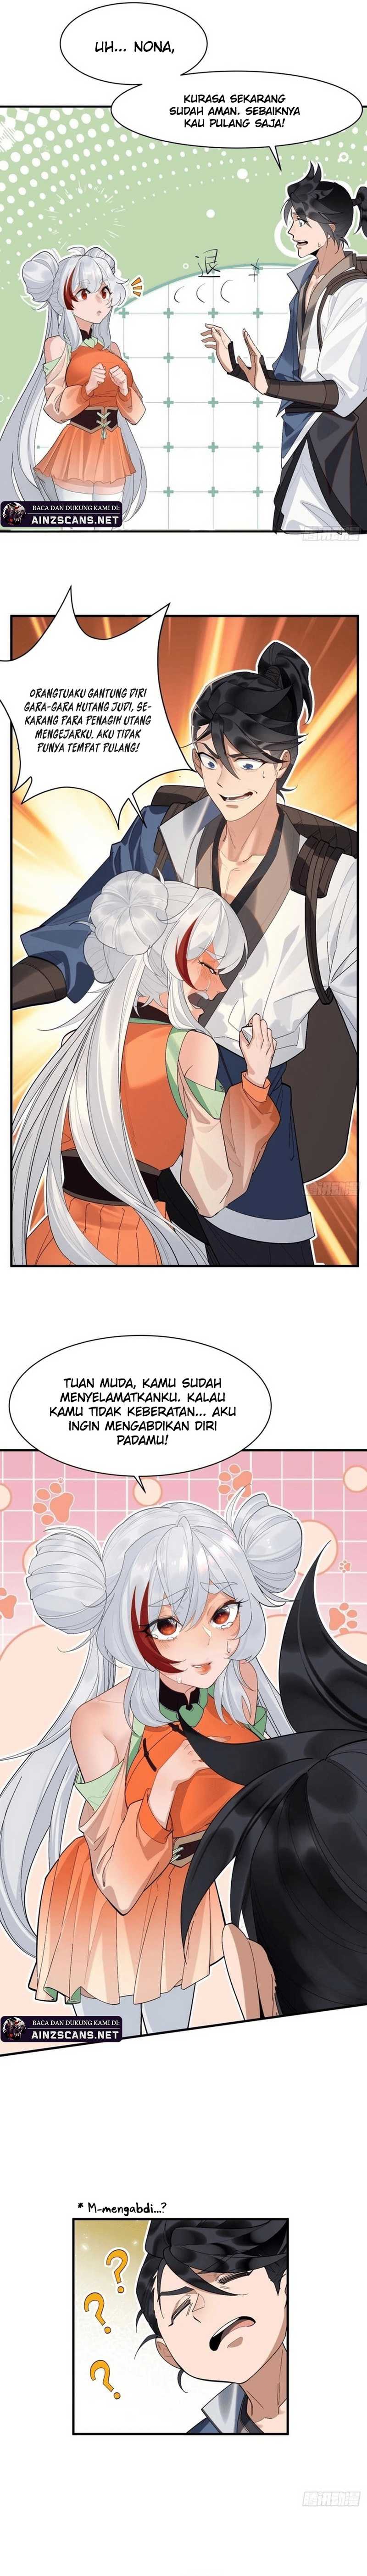 UH... NONA,
KURASA SEKARANG
SUDAH AMAN. SEBAIKNYA
KAU PULANG SAJA!
退
BACA DAN DUKUNG KAMI DI:
AINZSCANS.NET
ORANGTUAKU GANTUNG DIRI
GARA-GARA HUTANG JUDI, SE-
KARANG PARA PENAGIH UTANG
MENGEJARKU. AKU TIDAK
PUNYA TEMPAT PULANG!
TUAN MUDA, KAMU SUDAH
MENYELAMATKANKU. KALAU
KAMU TIDAK KEBERATAN... AKU
INGIN MENGABDIKAN DIRI
PADAMU!
BACA DAN DUKUNG KAMI DI:
AINZSCANS.NET
* M-mengabdi...?
? 
?
?